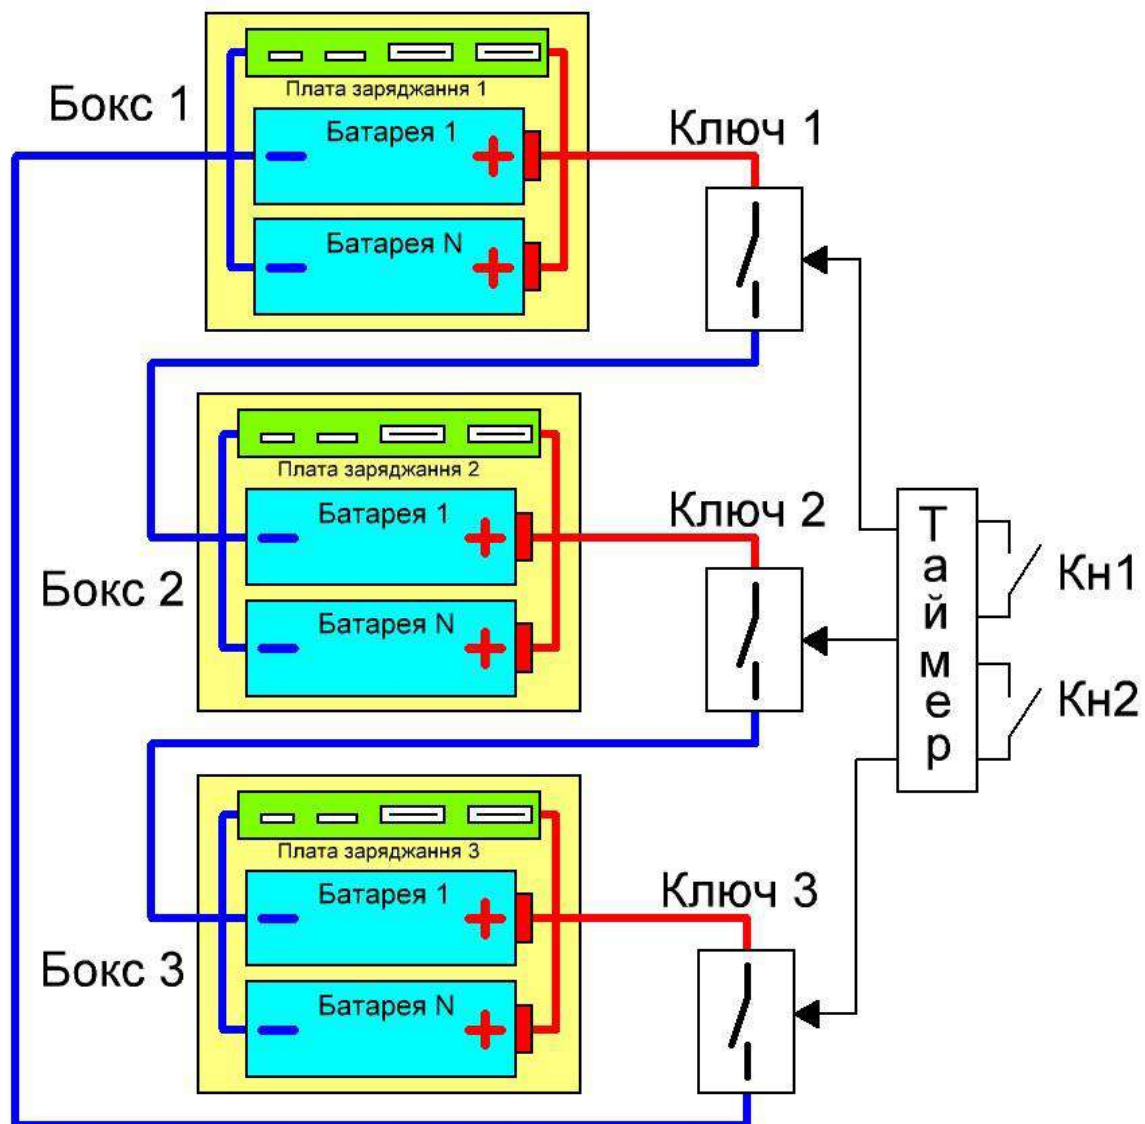 Плата заряджання 1
Бокс 1
Батарея 1
Ключ 1
Батарея N
Плата заряджання 2
Батарея 1
Ключ 2
Бокс 2
Батарея N
Таймер
Кн1
Кн2
Плата заряджання 3
Батарея 1
Ключ 3
Бокс 3
Батарея N